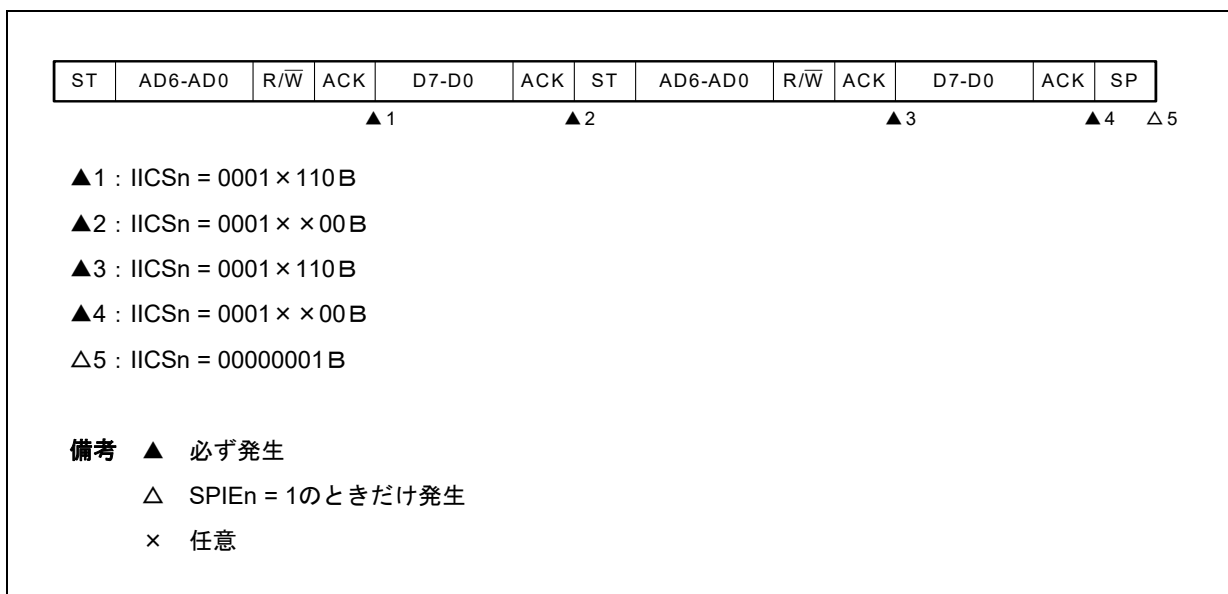 ST AD6-AD0 R/W̅ ACK D7-D0 ACK ST AD6-AD0 R/W̅ ACK D7-D0 ACK SP
▲1 ▲2 ▲3 ▲4 △5
▲1：IICSn = 0001×110B
▲2：IICSn = 0001××00B
▲3：IICSn = 0001×110B
▲4：IICSn = 0001××00B
△5：IICSn = 00000001B
備考 ▲ 必ず発生
△ SPIEn = 1のときだけ発生
× 任意